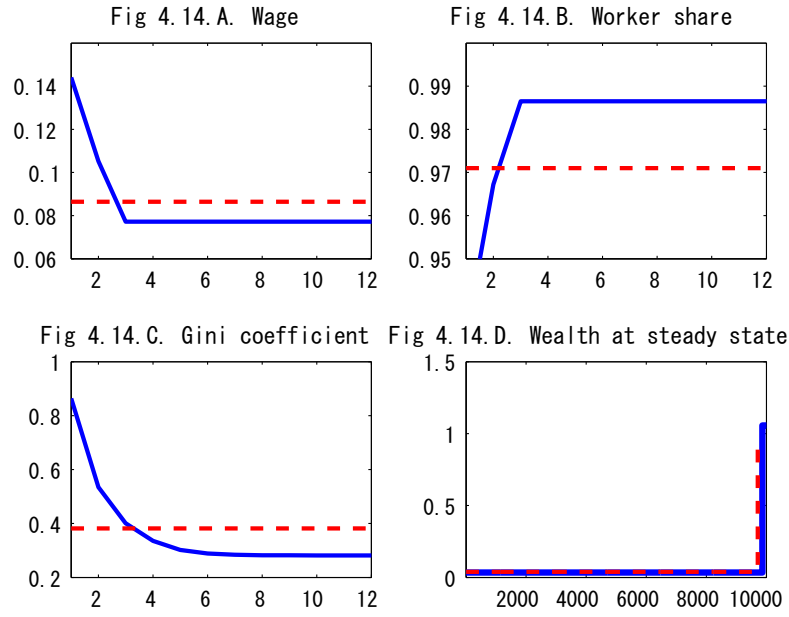 Fig 4.14.A. Wage
0.14
0.12
0.1
0.08
0.06
2 4 6 8 10 12
Fig 4.14.B. Worker share
0.99
0.98
0.97
0.96
0.95
2 4 6 8 10 12
Fig 4.14.C. Gini coefficient
1
0.8
0.6
0.4
0.2
2 4 6 8 10 12
Fig 4.14.D. Wealth at steady state
1.5
1
0.5
0
2000 4000 6000 8000 10000